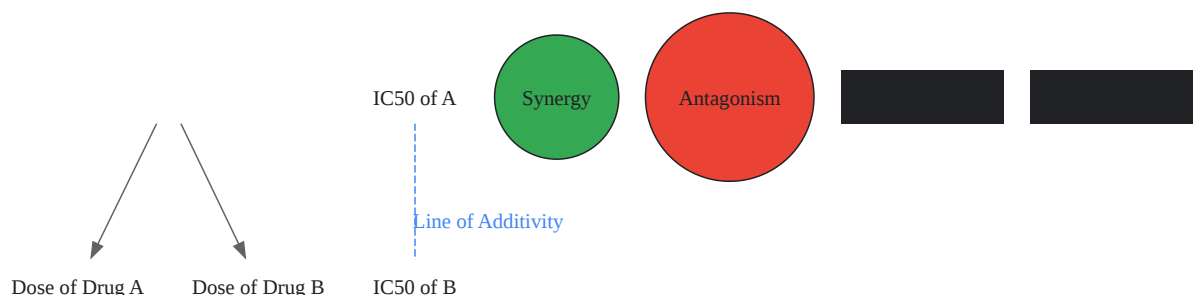 IC50 of A
Synergy
Antagonism
Line of Additivity
Dose of Drug A
Dose of Drug B
IC50 of B